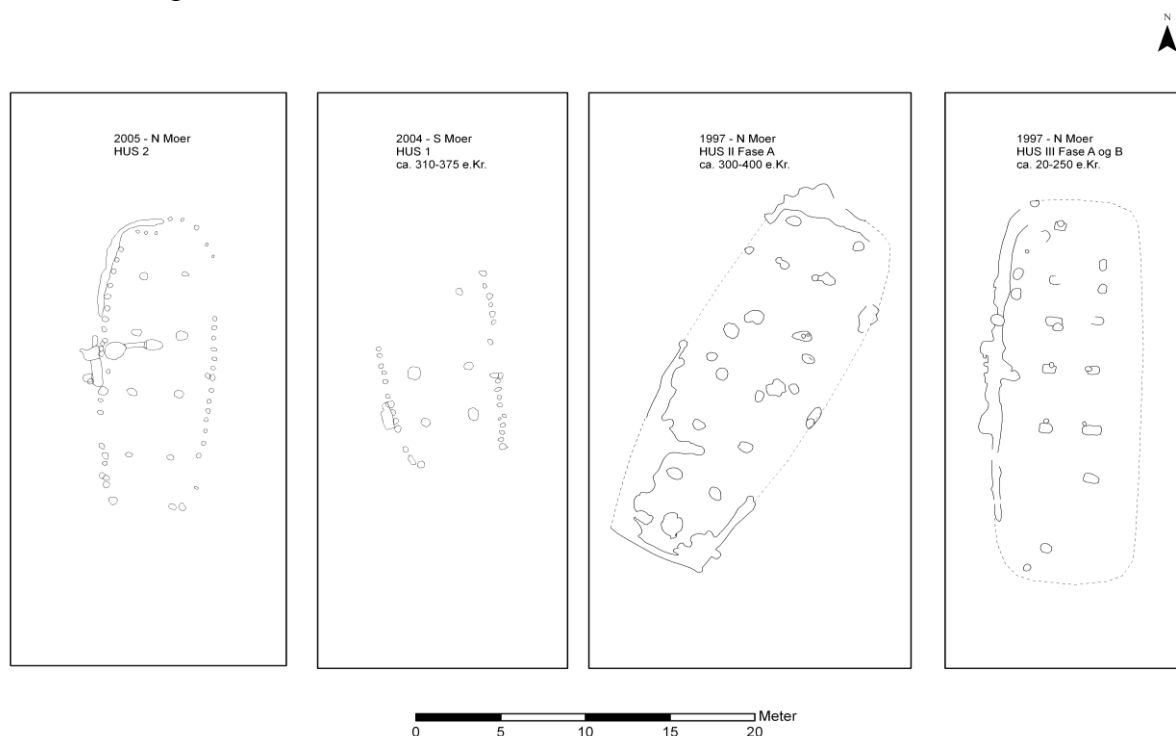 N
2005 - N Moer
HUS 2
2004 - S Moer
HUS 1
ca. 310-375 e.Kr.
1997 - N Moer
HUS II Fase A
ca. 300-400 e.Kr.
1997 - N Moer
HUS III Fase A og B
ca. 20-250 e.Kr.
Meter
0 5 10 15 20